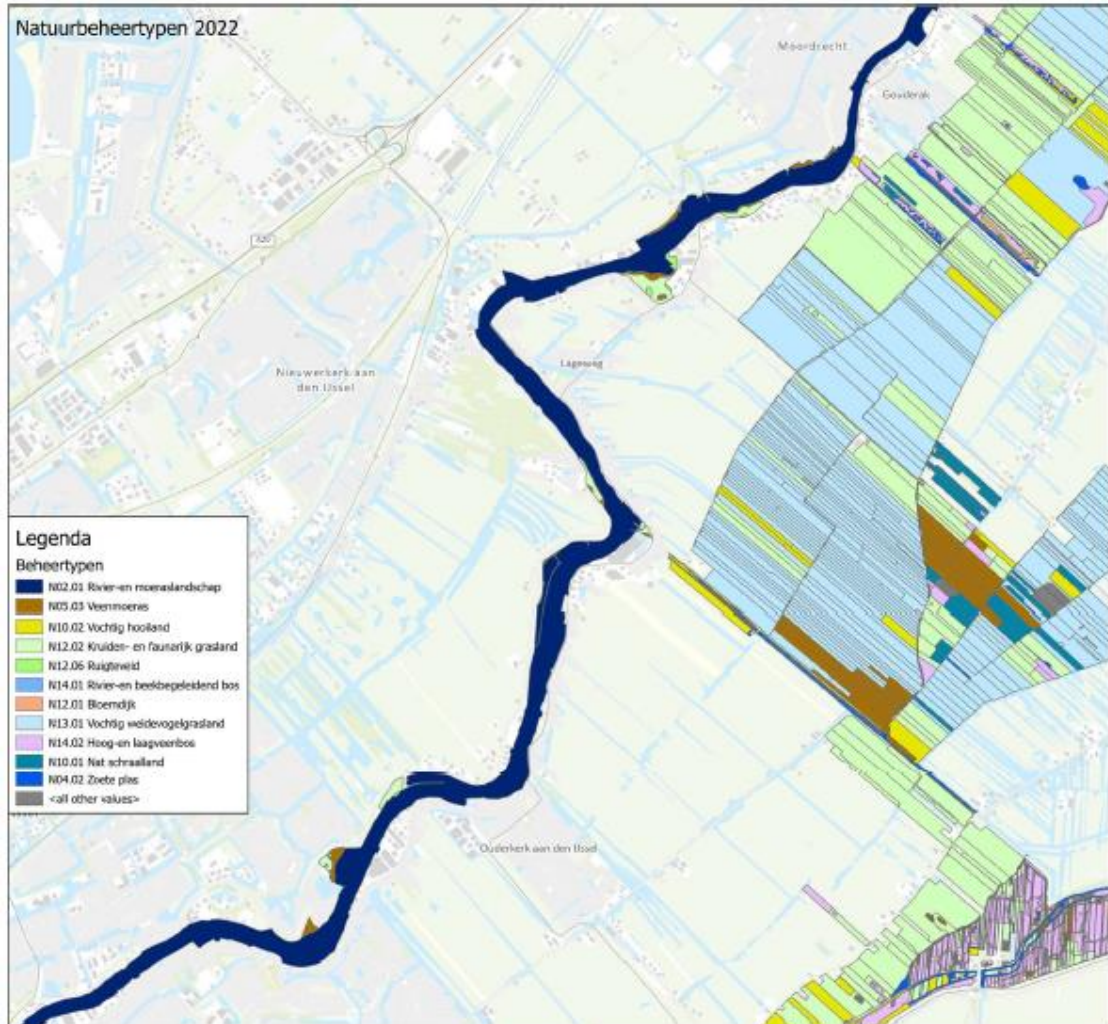 Natuurbeheertypen 2022
Moordrecht
Gouderak
A20
Lageweg
Nieuwerkerk aan
den IJssel
Legenda
Beheertypen
N02.01 Rivier-en moeraslandschap
N05.03 Veenmoeras
N10.02 Vochtig hooiland
N12.02 Kruiden- en faunarijk grasland
N12.06 Ruigteveld
N14.01 Rivier-en beekbegeleidend bos
N12.01 Bloemdijk
N13.01 Vochtig weidevogelgrasland
N14.02 Hoog-en laagveenbos
N10.01 Nat schraalland
N04.02 Zoete plas
<all other values>
Ouderkerk aan den IJssel